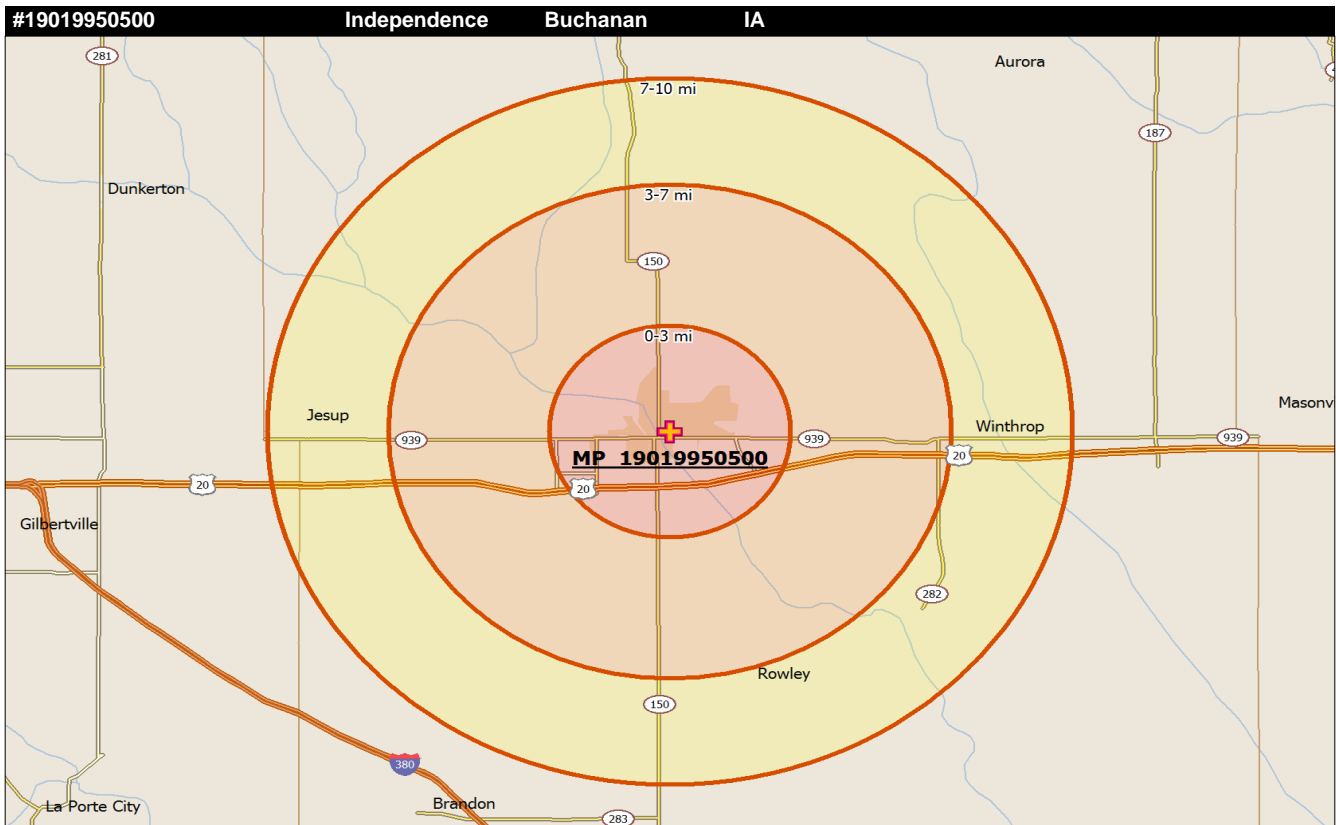 #19019950500 Independence Buchanan IA
281
Aurora
7-10 mi
187
Dunkerton
3-7 mi
150
0-3 mi
Jesup
Masonv
Winthrop
939
939
939
MP 19019950500
20
20
20
Gilbertville
282
Rowley
150
380
La Porte City
Brandon
283